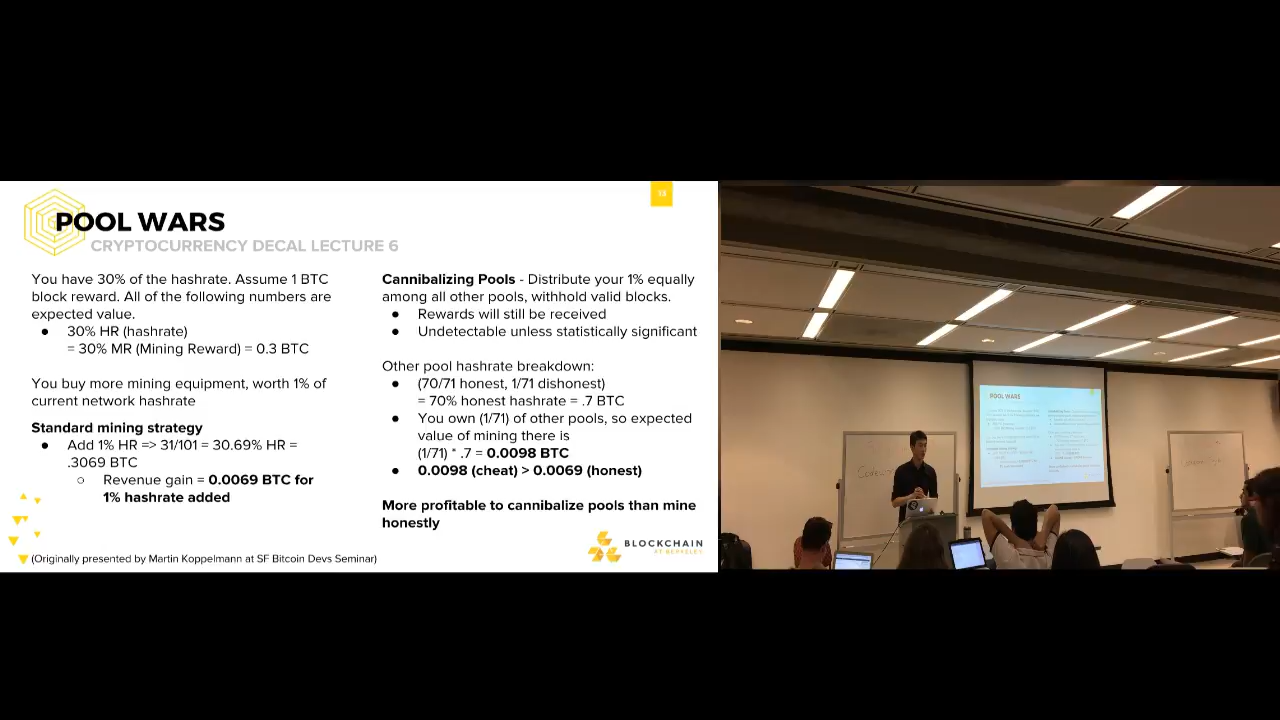 18
POOL WARS
CRYPTOCURRENCY DECAL LECTURE 6
You have 30% of the hashrate. Assume 1 BTC
block reward. All of the following numbers are
expected value.
● 30% HR (hashrate)
= 30% MR (Mining Reward) = 0.3 BTC
You buy more mining equipment, worth 1% of
current network hashrate
Standard mining strategy
● Add 1% HR => 31/101 = 30.69% HR =
.3069 BTC
○ Revenue gain = 0.0069 BTC for
1% hashrate added
(Originally presented by Martin Koppelmann at SF Bitcoin Devs Seminar)
Cannibalizing Pools - Distribute your 1% equally
among all other pools, withhold valid blocks.
● Rewards will still be received
● Undetectable unless statistically significant
Other pool hashrate breakdown:
● (70/71 honest, 1/71 dishonest)
= 70% honest hashrate = .7 BTC
● You own (1/71) of other pools, so expected
value of mining there is
(1/71) * .7 = 0.0098 BTC
● 0.0098 (cheat) > 0.0069 (honest)
More profitable to cannibalize pools than mine
honestly
BLOCKCHAIN
AT BERKELEY
POOL WARS